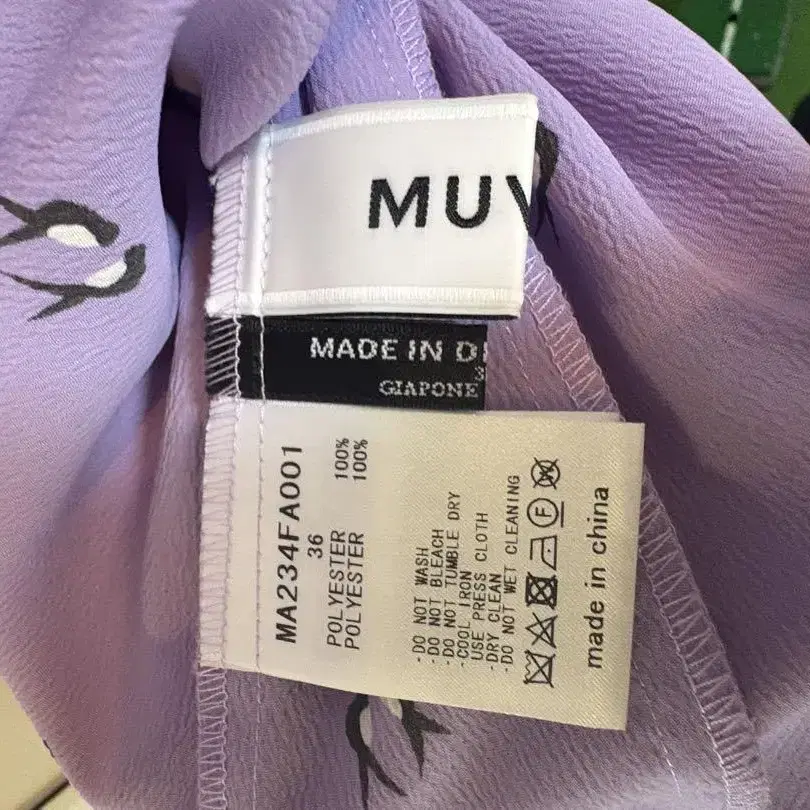 MUV
MADE IN D
3
GIAPONE
MA234FA001
36
POLYESTER 100%
POLYESTER 100%
-DO NOT WASH
-DO NOT BLEACH
-DO NOT TUMBLE DRY
-COOL IRON
USE PRESS CLOTH
-DRY CLEAN
-DO NOT WET CLEANING
F
W
made in china